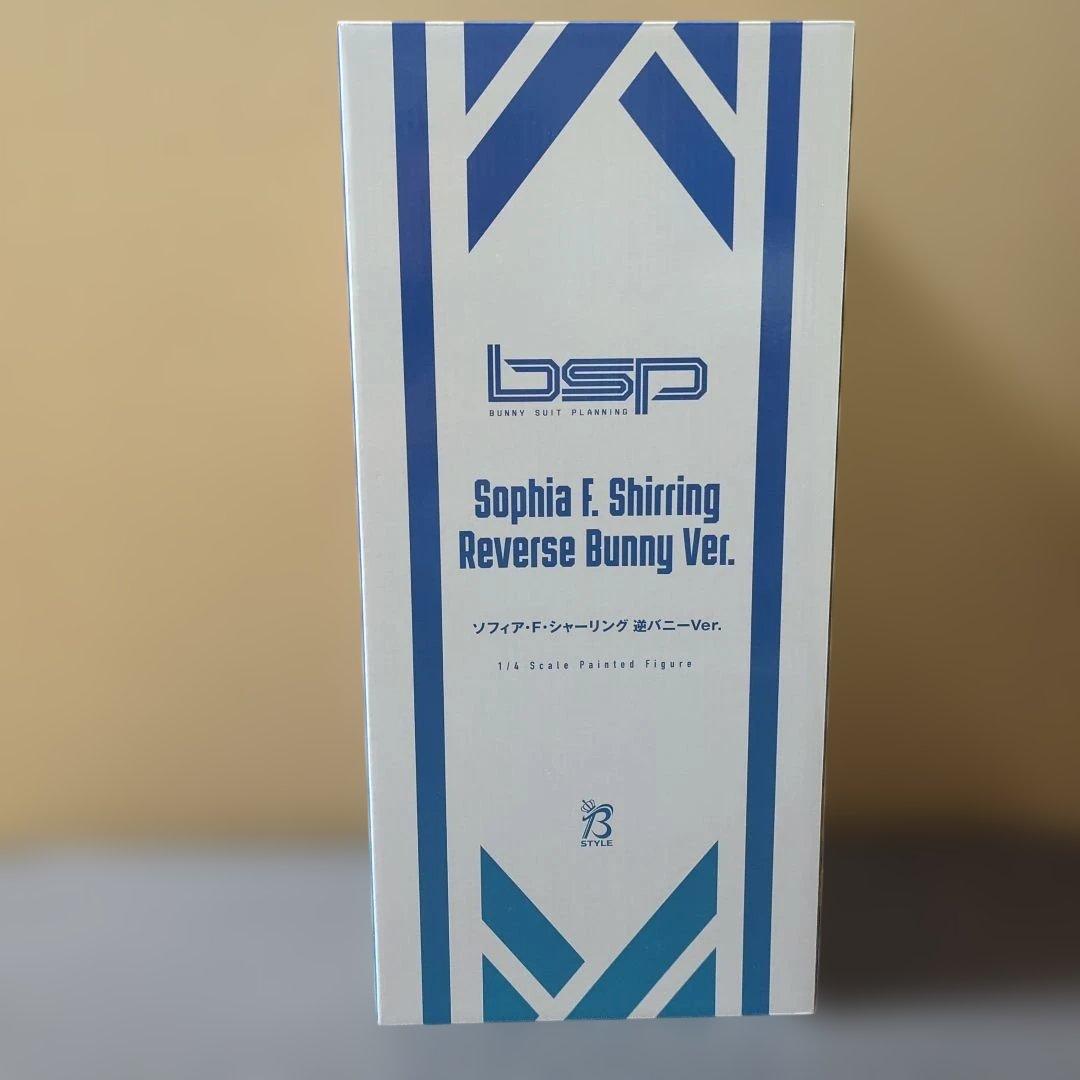 bsp
BUNNY SUIT PLANNING
Sophia F. Shirring
Reverse Bunny Ver.
ソフィア・F・シャーリング 逆バニーVer.
1/4 Scale Painted Figure
B
STYLE